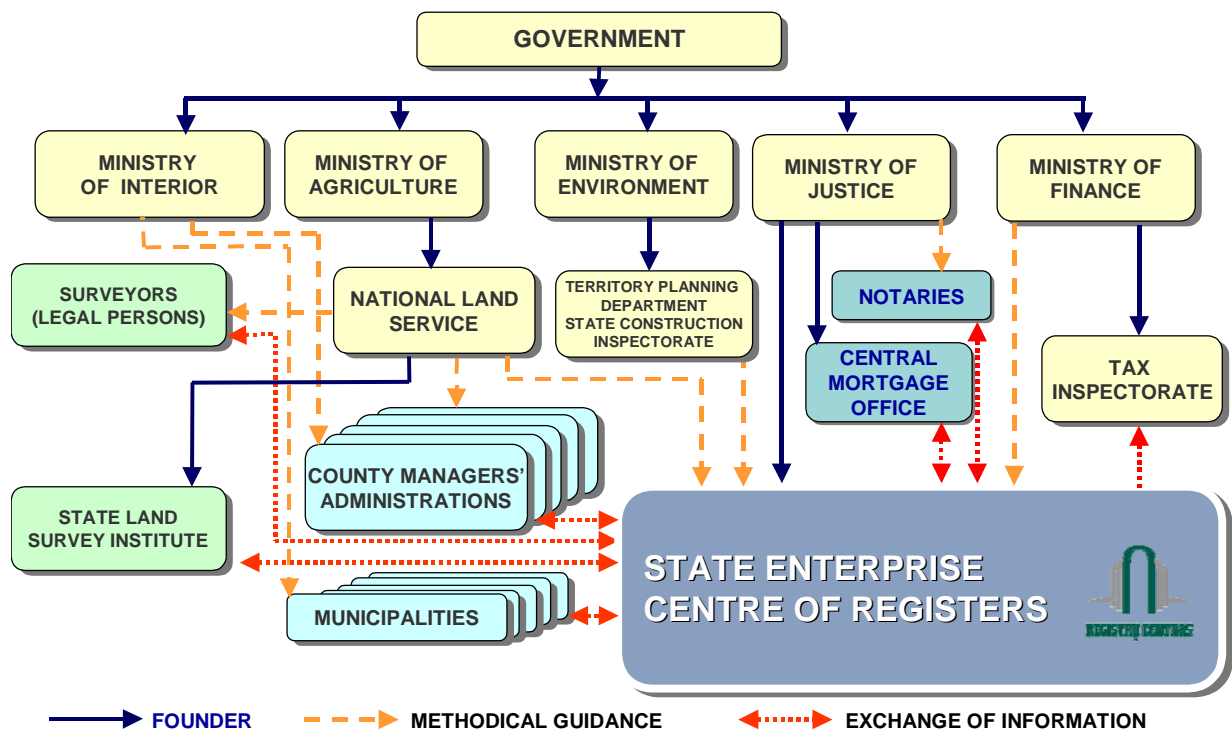 GOVERNMENT
MINISTRY
OF INTERIOR
MINISTRY OF
AGRICULTURE
MINISTRY OF
ENVIRONMENT
MINISTRY OF
JUSTICE
MINISTRY OF
FINANCE
SURVEYORS
(LEGAL PERSONS)
NATIONAL LAND
SERVICE
TERRITORY PLANNING
DEPARTMENT
STATE CONSTRUCTION
INSPECTORATE
NOTARIES
CENTRAL
MORTGAGE
OFFICE
TAX
INSPECTORATE
COUNTY MANAGERS’
ADMINISTRATIONS
STATE LAND
SURVEY INSTITUTE
MUNICIPALITIES
STATE ENTERPRISE
CENTRE OF REGISTERS
REGISTRŲ CENTRAS
FOUNDER
METHODICAL GUIDANCE
EXCHANGE OF INFORMATION